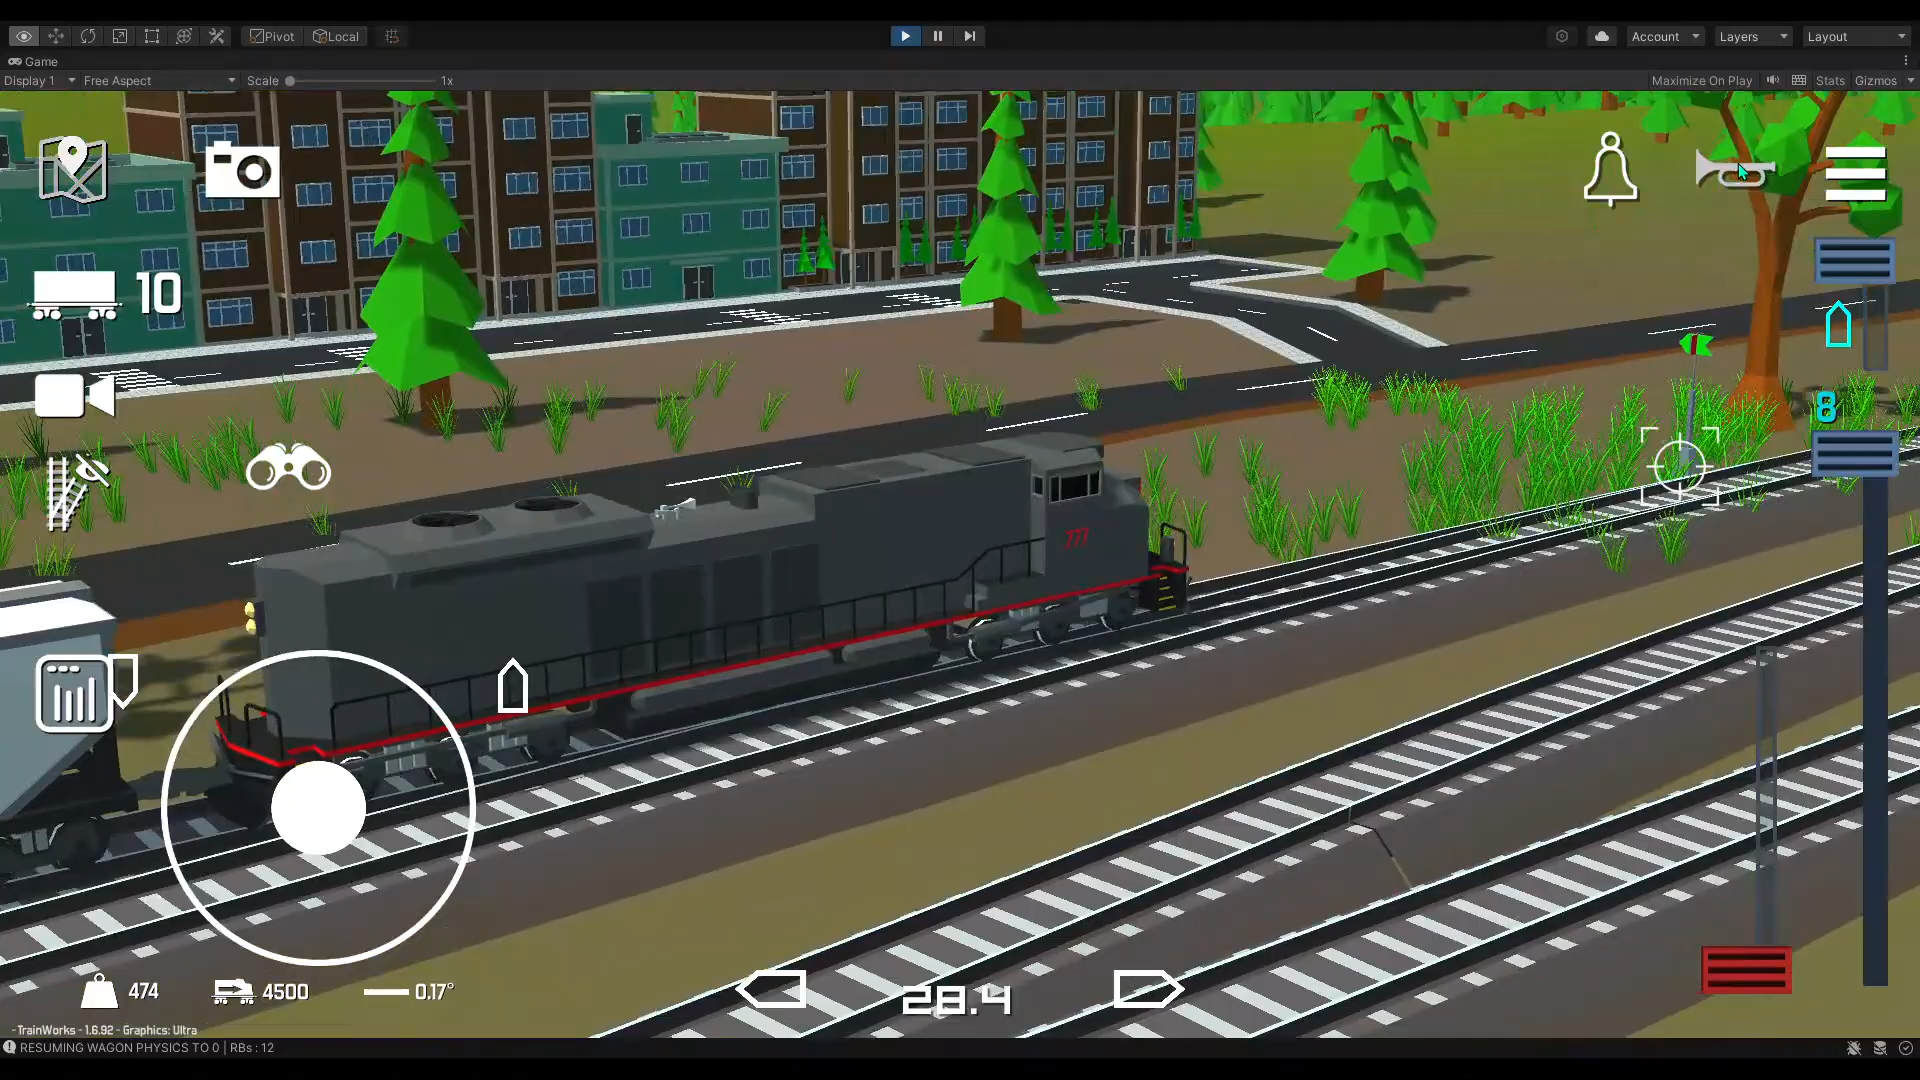 Pivot Local Account Layers Layout
Game
Display 1 Free Aspect Scale 1x Maximize On Play Stats Gizmos
10
8
777
474 4500 0.17°
28.4
-TrainWorks - 1.6.92 - Graphics: Ultra
RESUMING WAGON PHYSICS TO 0 | RBs : 12